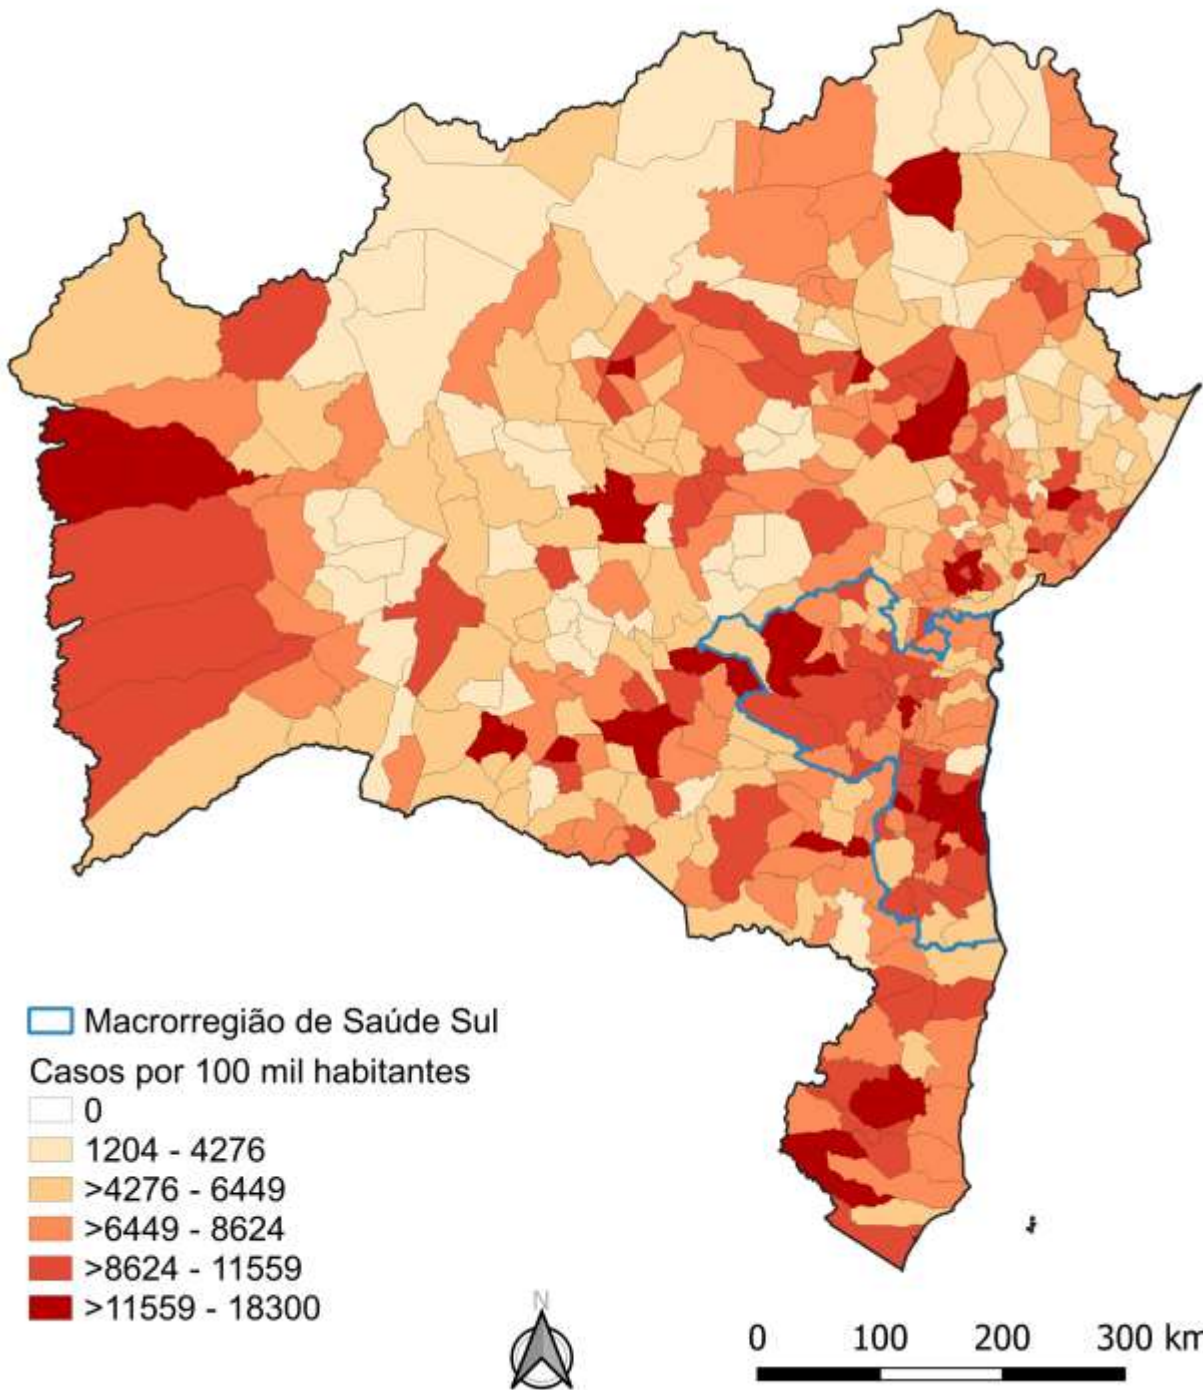 Macrorregião de Saúde Sul
Casos por 100 mil habitantes
0
1204 - 4276
>4276 - 6449
>6449 - 8624
>8624 - 11559
>11559 - 18300
N
0 100 200 300 km